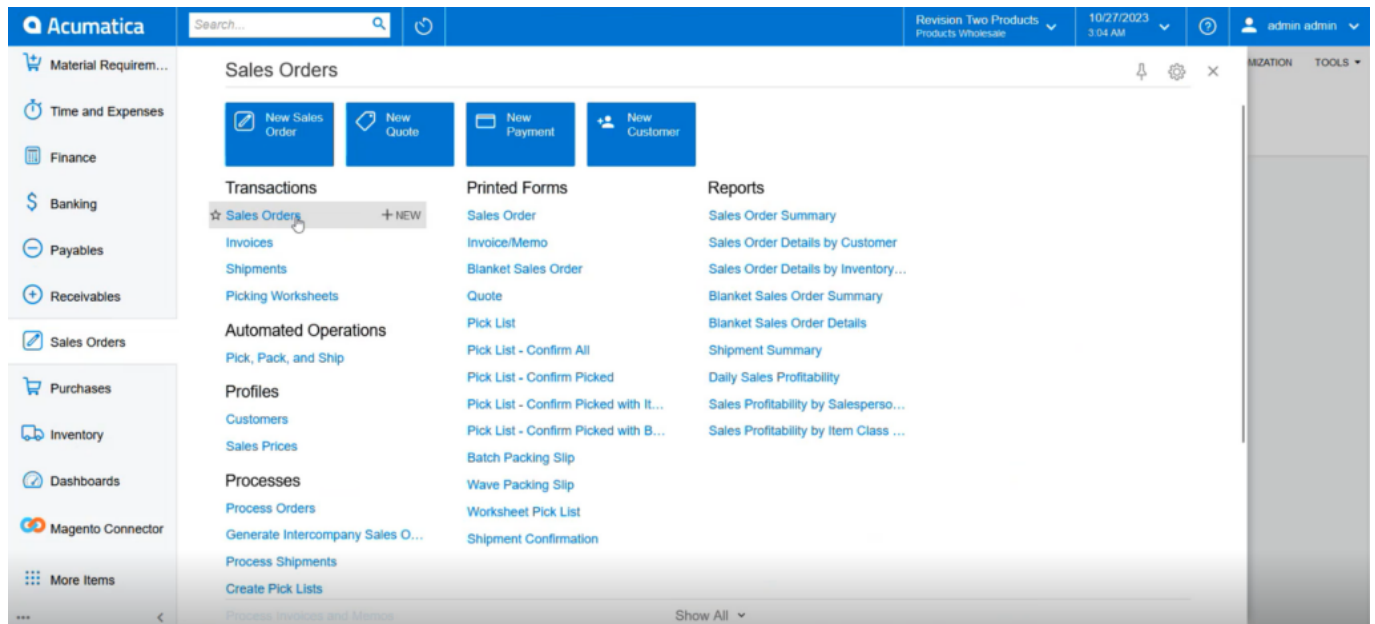 Acumatica
Search...
Revision Two Products
Products Wholesale
10/27/2023
3:04 AM
admin admin
Material Requirem...
Time and Expenses
Finance
Banking
Payables
Receivables
Sales Orders
Purchases
Inventory
Dashboards
Magento Connector
More Items
Sales Orders
MIZATION
TOOLS
New Sales
Order
New
Quote
New
Payment
New
Customer
Transactions
Sales Orders
+ NEW
Invoices
Shipments
Picking Worksheets
Automated Operations
Pick, Pack, and Ship
Profiles
Customers
Sales Prices
Processes
Process Orders
Generate Intercompany Sales O...
Process Shipments
Create Pick Lists
Process Invoices and Memos
Printed Forms
Sales Order
Invoice/Memo
Blanket Sales Order
Quote
Pick List
Pick List - Confirm All
Pick List - Confirm Picked
Pick List - Confirm Picked with It...
Pick List - Confirm Picked with B...
Batch Packing Slip
Wave Packing Slip
Worksheet Pick List
Shipment Confirmation
Reports
Sales Order Summary
Sales Order Details by Customer
Sales Order Details by Inventory...
Blanket Sales Order Summary
Blanket Sales Order Details
Shipment Summary
Daily Sales Profitability
Sales Profitability by Salesperso...
Sales Profitability by Item Class ...
Show All